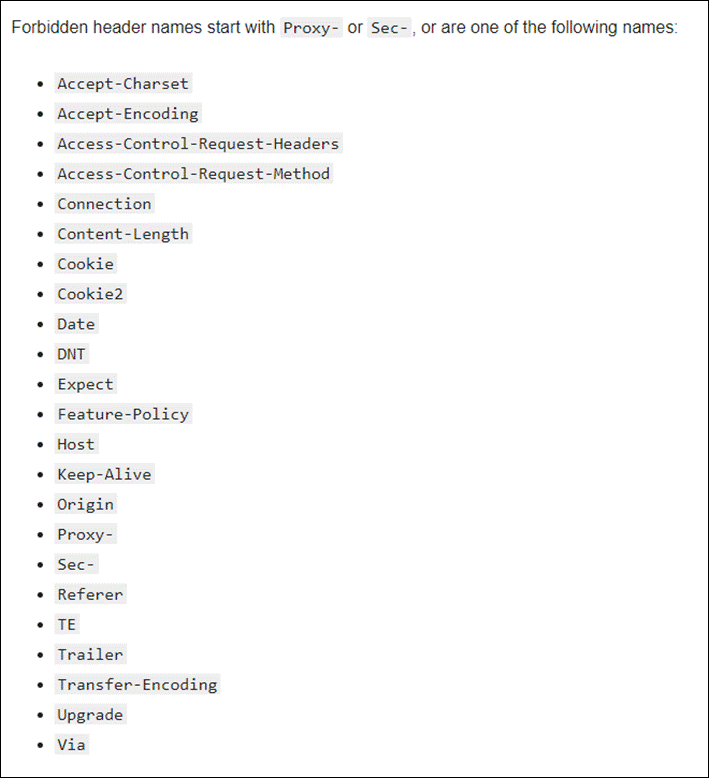 Forbidden header names start with Proxy- or Sec-, or are one of the following names:
Accept-Charset
Accept-Encoding
Access-Control-Request-Headers
Access-Control-Request-Method
Connection
Content-Length
Cookie
Cookie2
Date
DNT
Expect
Feature-Policy
Host
Keep-Alive
Origin
Proxy-
Sec-
Referer
TE
Trailer
Transfer-Encoding
Upgrade
Via